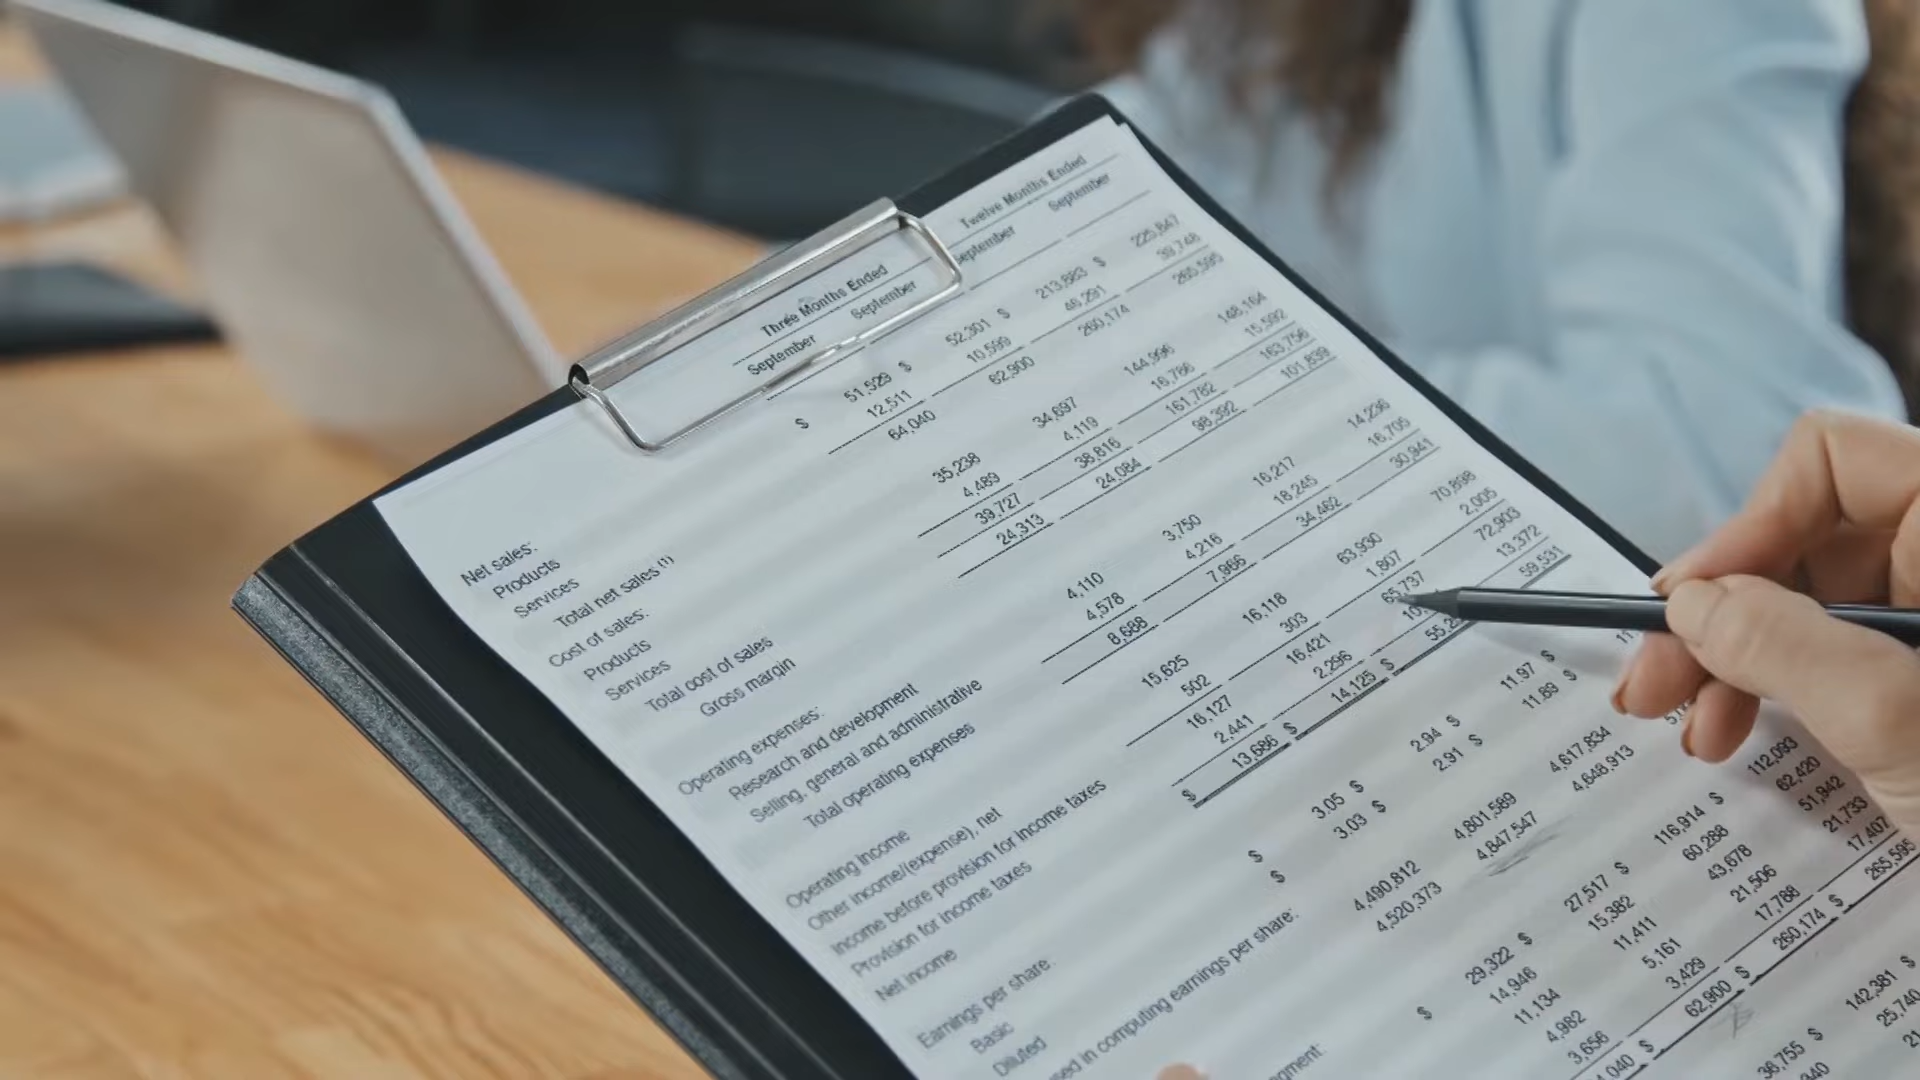 Three Months Ended Twelve Months Ended
September September September September
Net sales:
Products $ 51,529 $ 52,301 $ 213,883 $ 225,847
Services 12,511 10,599 46,291 39,748
Total net sales (1) 64,040 62,900 260,174 265,595
Cost of sales:
Products 35,238 34,697 144,996 148,164
Services 4,489 4,119 16,786 15,592
Total cost of sales 39,727 38,816 161,782 163,756
Gross margin 24,313 24,084 98,392 101,839
Operating expenses:
Research and development 4,110 3,750 16,217 14,236
Selling, general and administrative 4,578 4,216 18,245 16,705
Total operating expenses 8,688 7,966 34,462 30,941
Operating income 15,625 16,118 63,930 70,898
Other income/(expense), net 502 303 1,807 2,005
Income before provision for income taxes 16,127 16,421 65,737 72,903
Provision for income taxes 2,441 2,296 13,372
Net income $ 13,686 $ 14,125 $ 59,531
Earnings per share:
Basic $ 3.05 $ 2.94 $ 11.97 $
Diluted $ 3.03 $ 2.91 $ 11.89 $
in computing earnings per share:
4,490,812 4,801,589 4,617,834
4,520,373 4,847,547 4,648,913
$ 29,322 $ 27,517 $ 116,914 $ 112,093
14,946 15,382 60,288 62,420
11,134 11,411 43,678 51,942
4,982 5,161 21,506 21,733
3,656 3,429 17,788 17,407
$ 62,900 $ 260,174 $ 265,595
36,755 $ 142,381 $
25,740